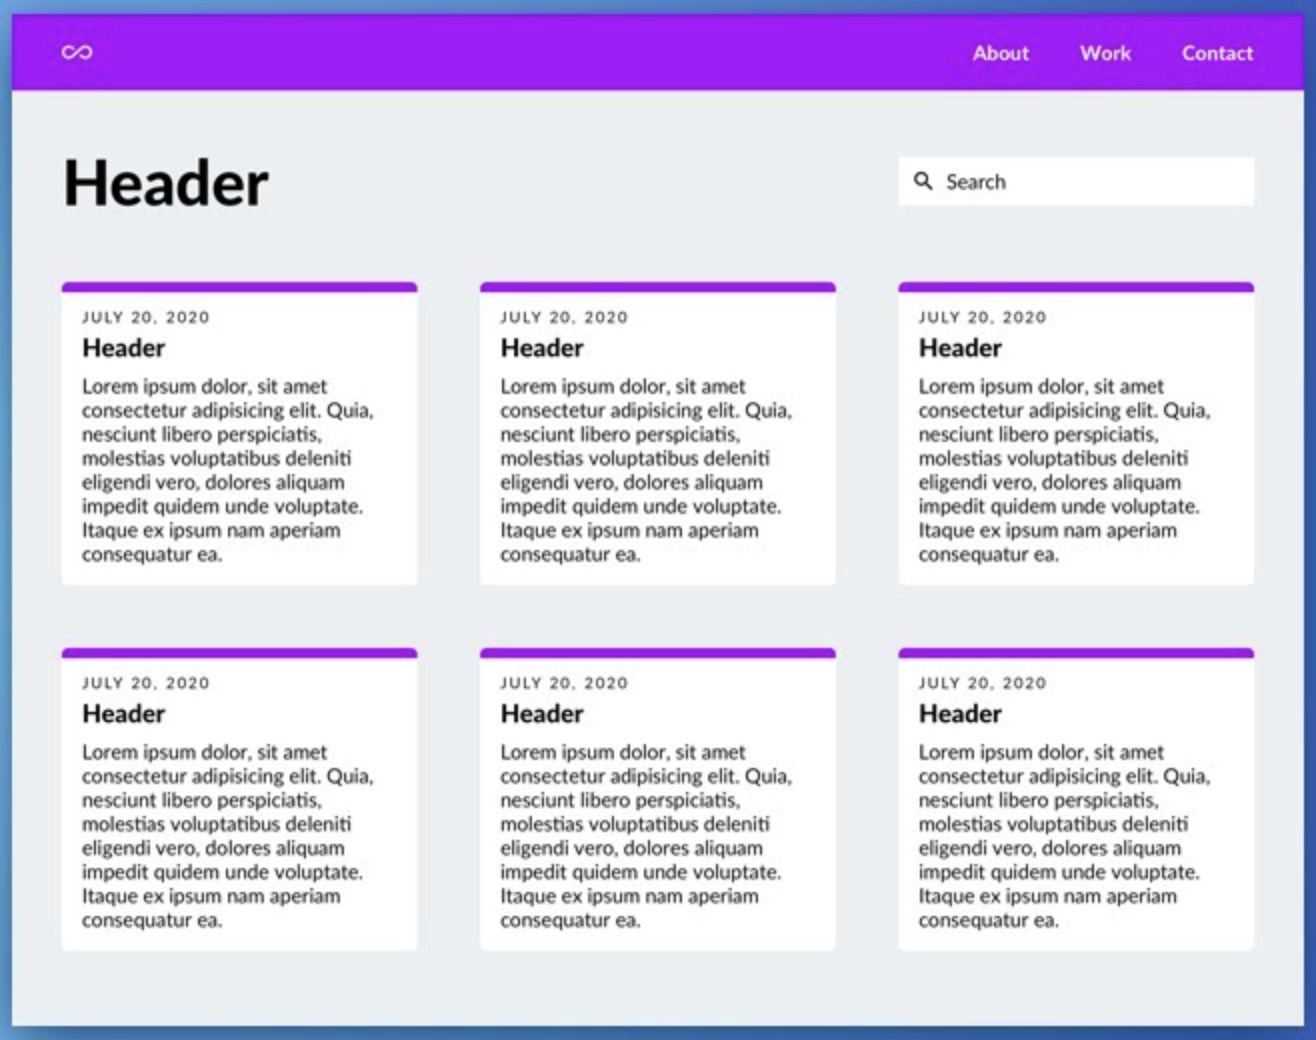 About Work Contact
Header
Search
JULY 20, 2020
Header
Lorem ipsum dolor, sit amet
consectetur adipisicing elit. Quia,
nesciunt libero perspiciatis,
molestias voluptatibus deleniti
eligendi vero, dolores aliquam
impedit quidem unde voluptate.
Itaque ex ipsum nam aperiam
consequatur ea.
JULY 20, 2020
Header
Lorem ipsum dolor, sit amet
consectetur adipisicing elit. Quia,
nesciunt libero perspiciatis,
molestias voluptatibus deleniti
eligendi vero, dolores aliquam
impedit quidem unde voluptate.
Itaque ex ipsum nam aperiam
consequatur ea.
JULY 20, 2020
Header
Lorem ipsum dolor, sit amet
consectetur adipisicing elit. Quia,
nesciunt libero perspiciatis,
molestias voluptatibus deleniti
eligendi vero, dolores aliquam
impedit quidem unde voluptate.
Itaque ex ipsum nam aperiam
consequatur ea.
JULY 20, 2020
Header
Lorem ipsum dolor, sit amet
consectetur adipisicing elit. Quia,
nesciunt libero perspiciatis,
molestias voluptatibus deleniti
eligendi vero, dolores aliquam
impedit quidem unde voluptate.
Itaque ex ipsum nam aperiam
consequatur ea.
JULY 20, 2020
Header
Lorem ipsum dolor, sit amet
consectetur adipisicing elit. Quia,
nesciunt libero perspiciatis,
molestias voluptatibus deleniti
eligendi vero, dolores aliquam
impedit quidem unde voluptate.
Itaque ex ipsum nam aperiam
consequatur ea.
JULY 20, 2020
Header
Lorem ipsum dolor, sit amet
consectetur adipisicing elit. Quia,
nesciunt libero perspiciatis,
molestias voluptatibus deleniti
eligendi vero, dolores aliquam
impedit quidem unde voluptate.
Itaque ex ipsum nam aperiam
consequatur ea.